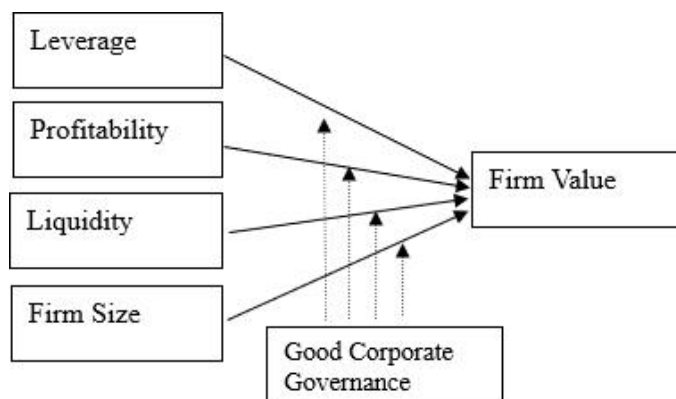 Leverage
Profitability
Firm Value
Liquidity
Firm Size
Good Corporate
Governance